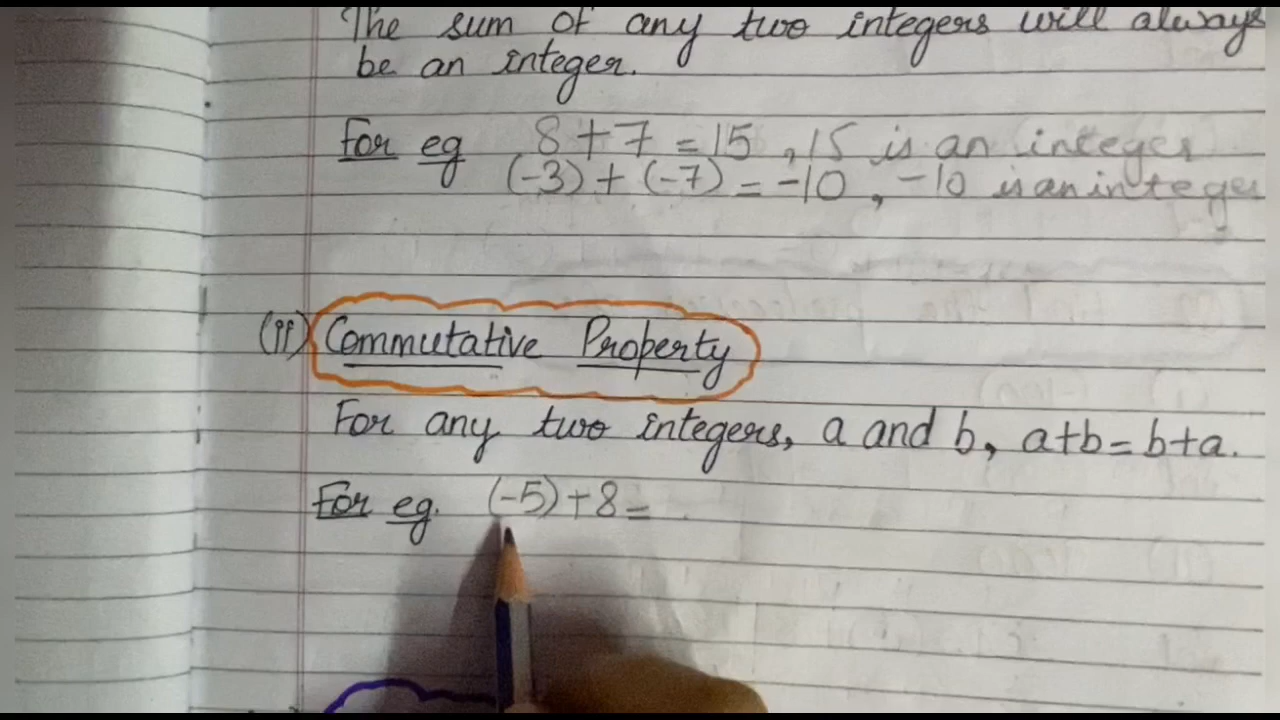 The sum of any two integers will always
be an integer.
For eg 8+7=15, 15 is an integer
(-3)+(-7)=-10, -10 is an integer
(ii) Commutative Property
For any two integers, a and b, a+b=b+a.
For eg. (-5)+8=